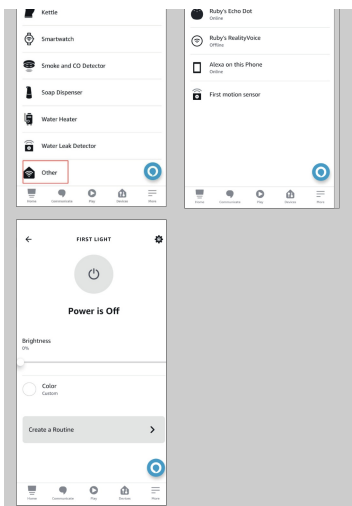 Kettle
Smartwatch
Smoke and CO Detector
Soap Dispenser
Water Heater
Water Leak Detector
Other
Home Communicate Play Devices More
Ruby's Echo Dot
Online
Ruby's RealityVoice
Offline
Alexa on this Phone
Online
First motion sensor
Home Communicate Play Devices More
FIRST LIGHT
Power is Off
Brightness
0%
Color
Custom
Create a Routine
Home Communicate Play Devices More